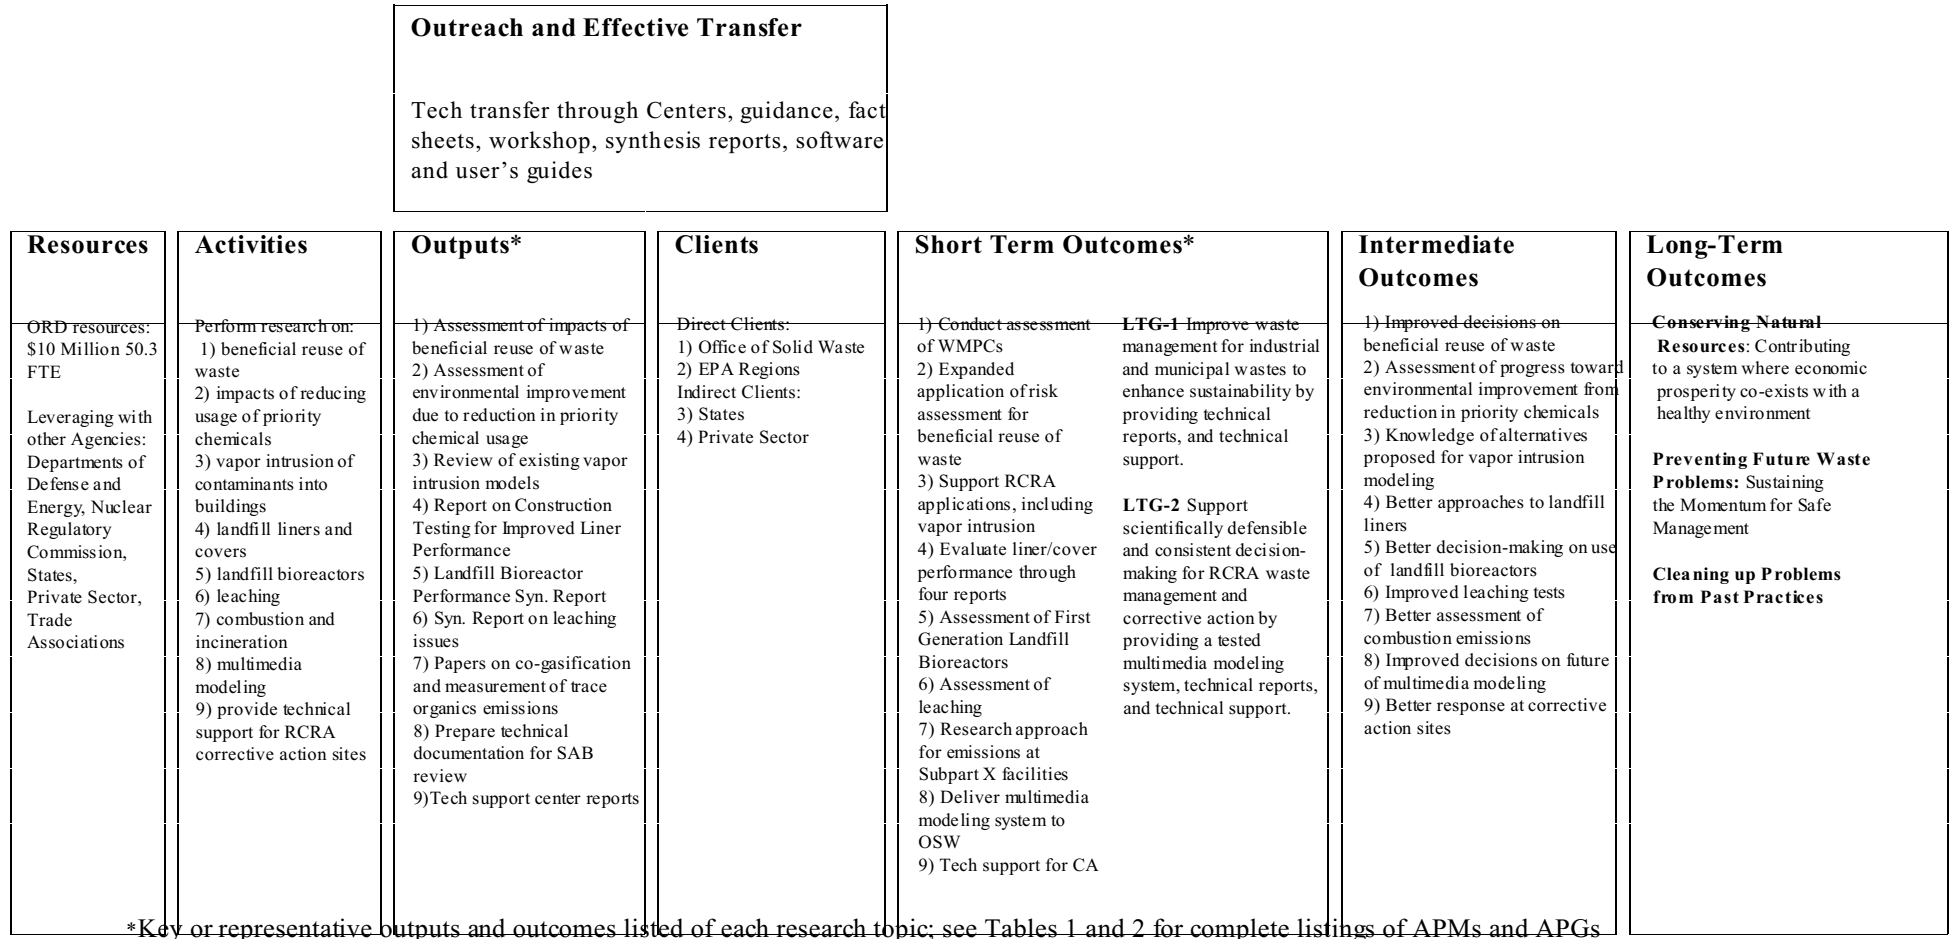 Outreach and Effective Transfer
Tech transfer through Centers, guidance, fact
sheets, workshop, synthesis reports, software
and user’s guides
Resources
ORD resources:
$10 Million 50.3
FTE
Leveraging with
other Agencies:
Departments of
Defense and
Energy, Nuclear
Regulatory
Commission,
States,
Private Sector,
Trade
Associations
Activities
Perform research on:
1) beneficial reuse of
waste
2) impacts of reducing
usage of priority
chemicals
3) vapor intrusion of
contaminants into
buildings
4) landfill liners and
covers
5) landfill bioreactors
6) leaching
7) combustion and
incineration
8) multimedia
modeling
9) provide technical
support for RCRA
corrective action sites
Outputs*
1) Assessment of impacts of
beneficial reuse of waste
2) Assessment of
environmental improvement
due to reduction in priority
chemical usage
3) Review of existing vapor
intrusion models
4) Report on Construction
Testing for Improved Liner
Performance
5) Landfill Bioreactor
Performance Syn. Report
6) Syn. Report on leaching
issues
7) Papers on co-gasification
and measurement of trace
organics emissions
8) Prepare technical
documentation for SAB
review
9)Tech support center reports
Clients
Direct Clients:
1) Office of Solid Waste
2) EPA Regions
Indirect Clients:
3) States
4) Private Sector
Short Term Outcomes*
1) Conduct assessment
of WMPCs
2) Expanded
application of risk
assessment for
beneficial reuse of
waste
3) Support RCRA
applications, including
vapor intrusion
4) Evaluate liner/cover
performance through
four reports
5) Assessment of First
Generation Landfill
Bioreactors
6) Assessment of
leaching
7) Research approach
for emissions at
Subpart X facilities
8) Deliver multimedia
modeling system to
OSW
9) Tech support for CA
LTG-1 Improve waste
management for industrial
and municipal wastes to
enhance sustainability by
providing technical
reports, and technical
support.
LTG-2 Support
scientifically defensible
and consistent decision-
making for RCRA waste
management and
corrective action by
providing a tested
multimedia modeling
system, technical reports,
and technical support.
Intermediate
Outcomes
1) Improved decisions on
beneficial reuse of waste
2) Assessment of progress toward
environmental improvement from
reduction in priority chemicals
3) Knowledge of alternatives
proposed for vapor intrusion
modeling
4) Better approaches to landfill
liners
5) Better decision-making on use
of landfill bioreactors
6) Improved leaching tests
7) Better assessment of
combustion emissions
8) Improved decisions on future
of multimedia modeling
9) Better response at corrective
action sites
Long-Term
Outcomes
Conserving Natural
Resources: Contributing
to a system where economic
prosperity co-exists with a
healthy environment
Preventing Future Waste
Problems: Sustaining
the Momentum for Safe
Management
Cleaning up Problems
from Past Practices
*Key or representative outputs and outcomes listed of each research topic; see Tables 1 and 2 for complete listings of APMs and APGs